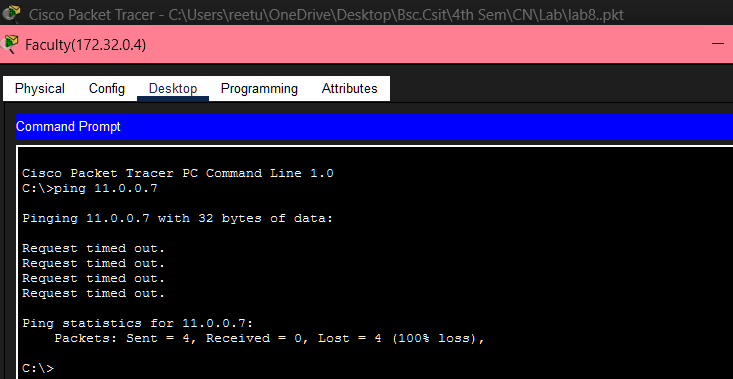 Cisco Packet Tracer - C:\Users\reetu\OneDrive\Desktop\Bsc.Csit\4th Sem\CN\Lab\lab8..pkt
Faculty(172.32.0.4)
Physical Config Desktop Programming Attributes
Command Prompt
Cisco Packet Tracer PC Command Line 1.0
C:\>ping 11.0.0.7
Pinging 11.0.0.7 with 32 bytes of data:
Request timed out.
Request timed out.
Request timed out.
Request timed out.
Ping statistics for 11.0.0.7:
    Packets: Sent = 4, Received = 0, Lost = 4 (100% loss),
C:\>